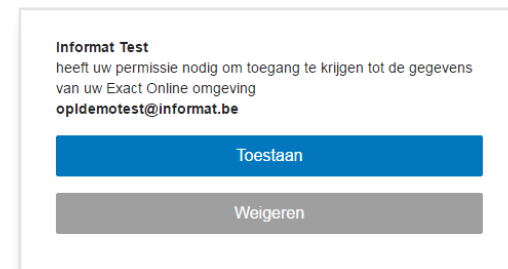 Informat Test
heeft uw permissie nodig om toegang te krijgen tot de gegevens
van uw Exact Online omgeving
opldemotest@informat.be
Toestaan
Weigeren